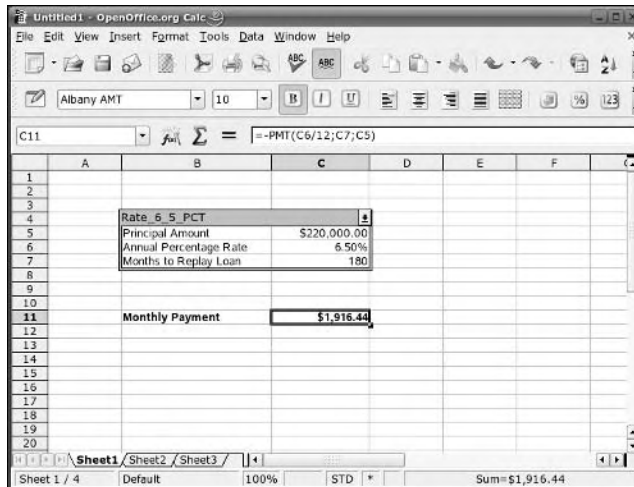 Untitled1 - OpenOffice.org Calc
File Edit View Insert Format Tools Data Window Help
ABC ABC
Albany AMT 10 B I U % 123
C11 f(x) Σ = =-PMT(C6/12;C7;C5)
A B C D E F
1
2
3
4 Rate_6_5_PCT
5 Principal Amount $220,000.00
6 Annual Percentage Rate 6.50%
7 Months to Replay Loan 180
8
9
10
11 Monthly Payment $1,916.44
12
13
14
15
16
17
18
19
20
Sheet1 Sheet2 Sheet3
Sheet 1 / 4 Default 100% STD * Sum=$1,916.44